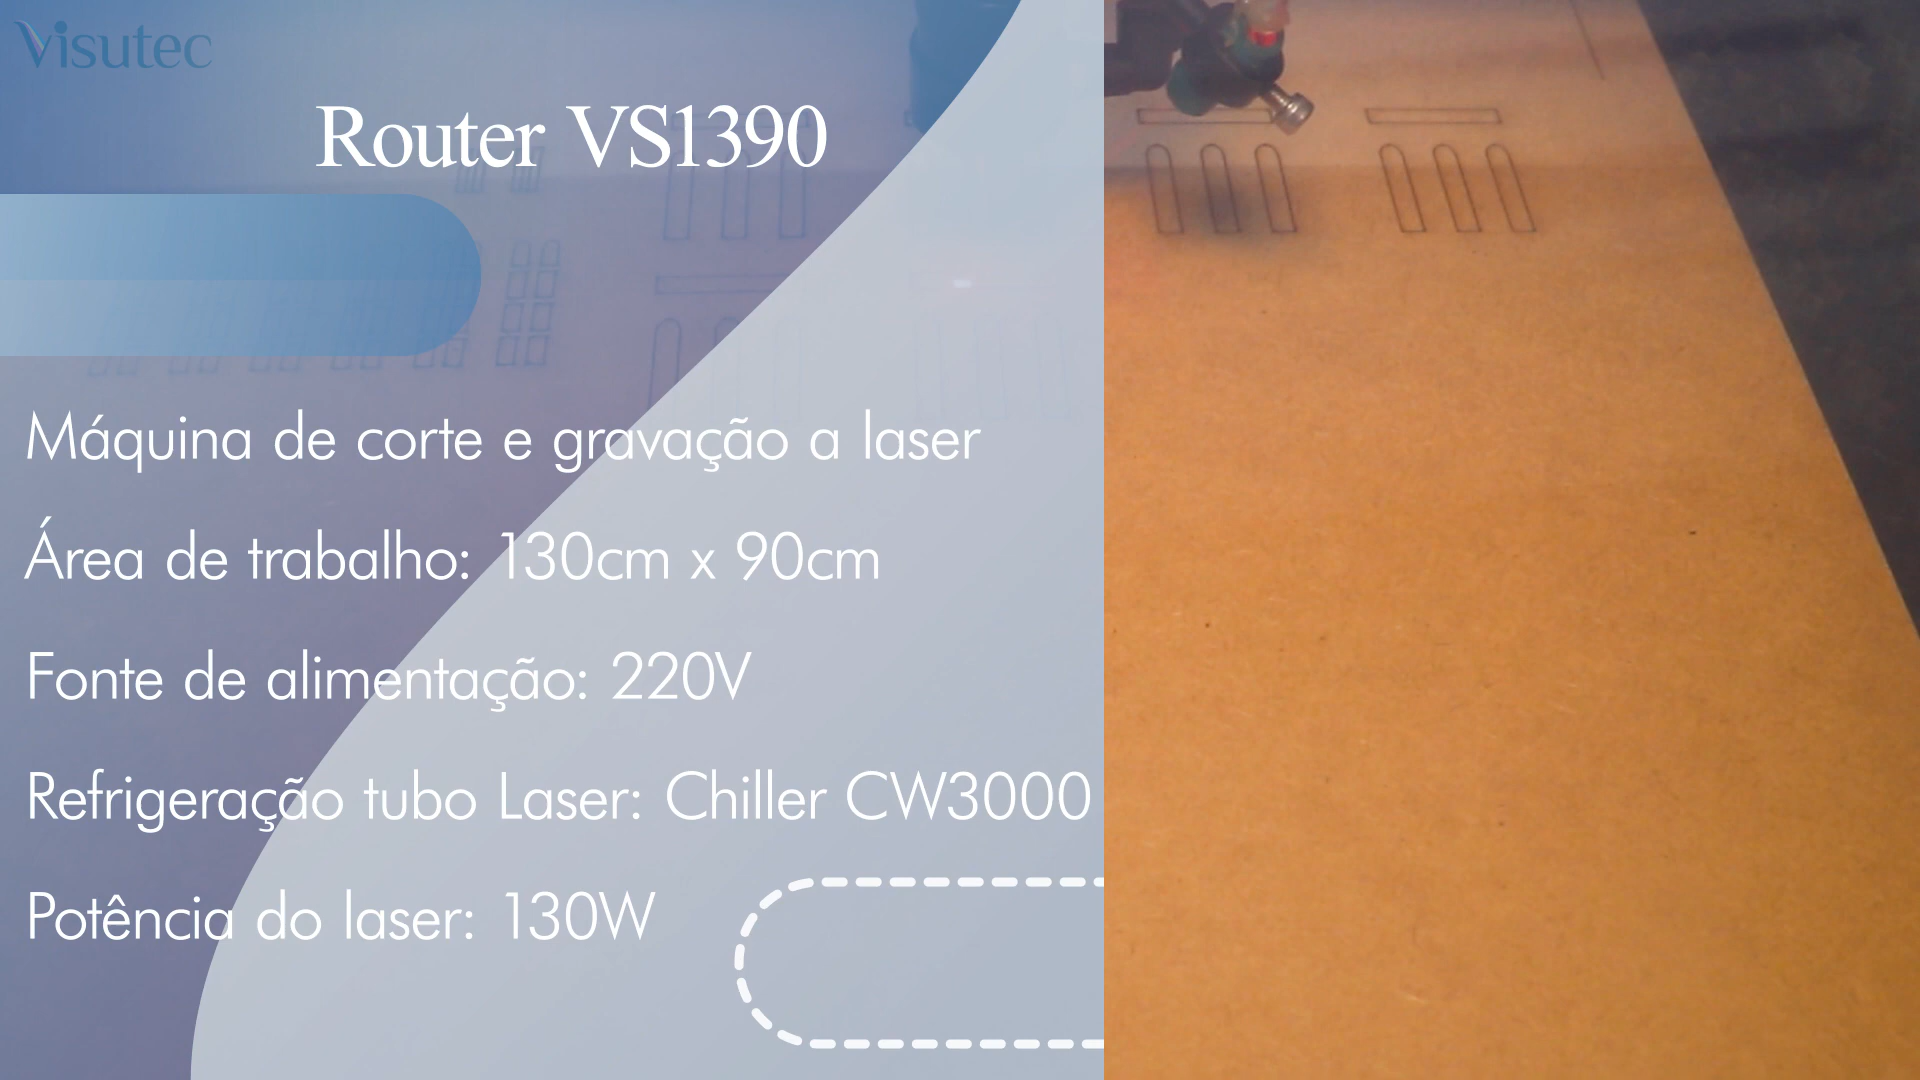 Visutec
Router VS1390
Máquina de corte e gravação a laser
Área de trabalho: 130cm x 90cm
Fonte de alimentação: 220V
Refrigeração tubo Laser: Chiller CW3000
Potência do laser: 130W